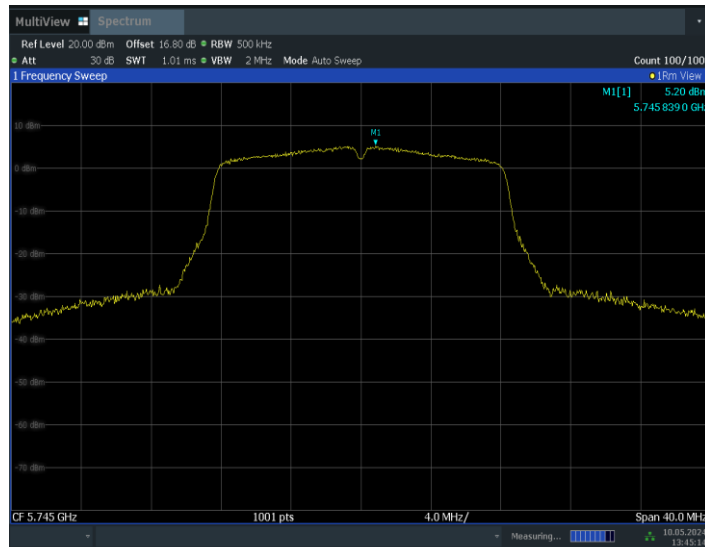 MultiView Spectrum
Ref Level 20.00 dBm Offset 16.80 dB RBW 500 kHz
Att 30 dB SWT 1.01 ms VBW 2 MHz Mode Auto Sweep Count 100/100
1 Frequency Sweep 1Rm View
M1[1] 5.20 dBm
5.745 839 0 GHz
10 dBm
M1
0 dBm
-10 dBm
-20 dBm
-30 dBm
-40 dBm
-50 dBm
-60 dBm
-70 dBm
CF 5.745 GHz 1001 pts 4.0 MHz/ Span 40.0 MHz
Measuring... 10.05.2024
13:45:14